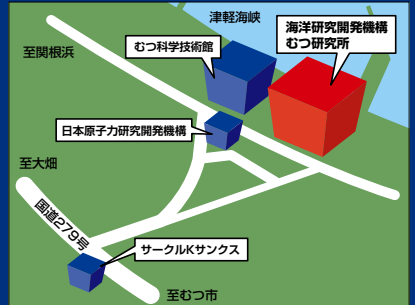 津軽海峡
海洋研究開発機構
むつ研究所
むつ科学技術館
至関根浜
日本原子力研究開発機構
至大畑
国道279号
サークルKサンクス
至むつ市